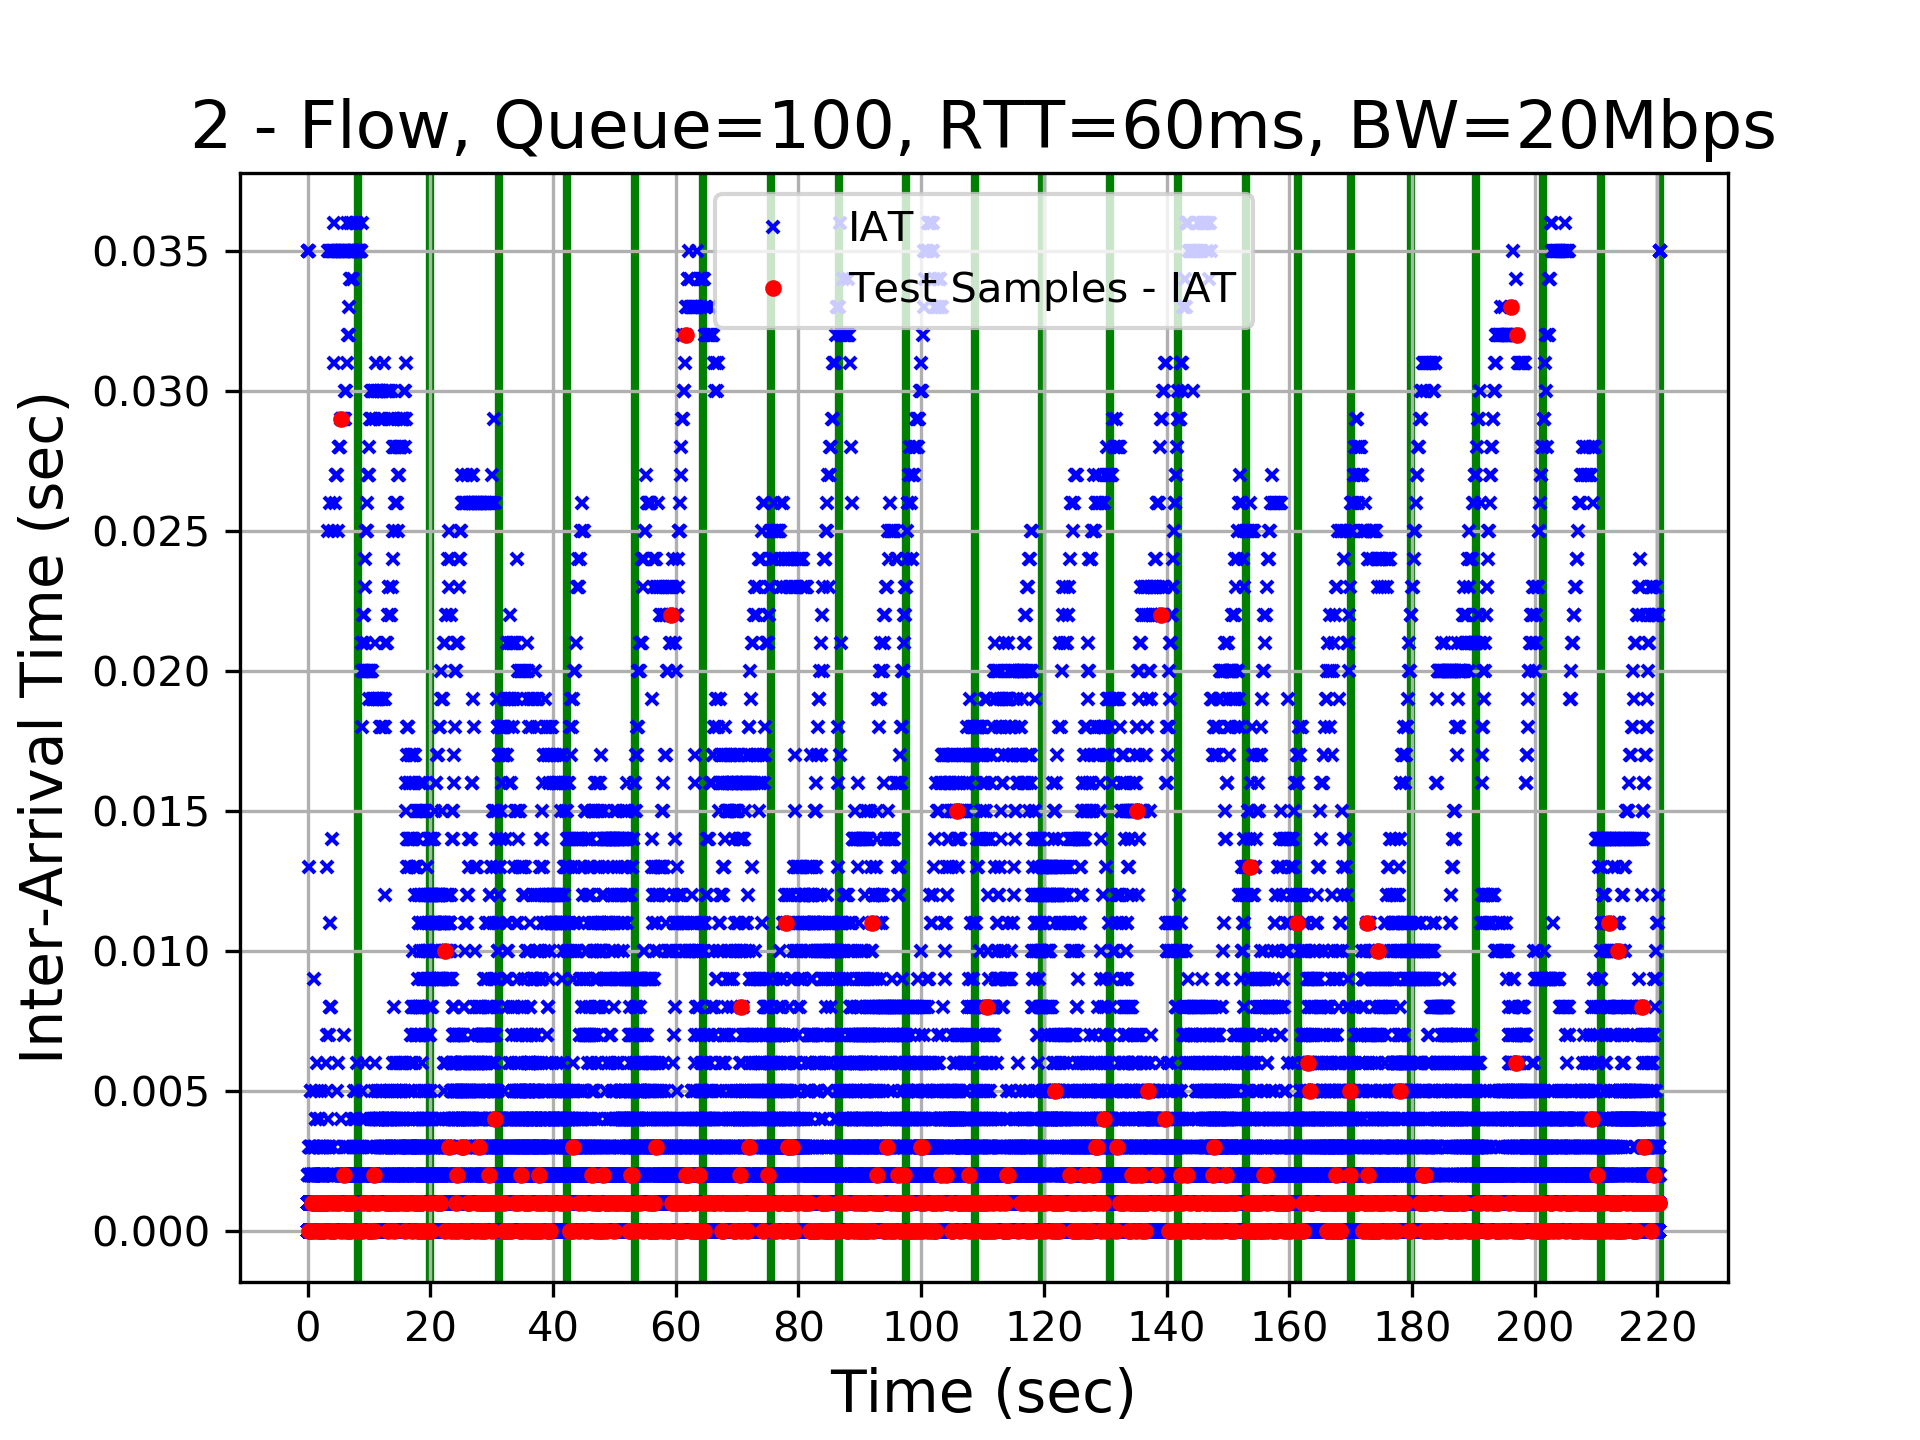 2 - Flow, Queue=100, RTT=60ms, BW=20Mbps
IAT
Test Samples - IAT
Inter-Arrival Time (sec)
0.035
0.030
0.025
0.020
0.015
0.010
0.005
0.000
0 20 40 60 80 100 120 140 160 180 200 220
Time (sec)